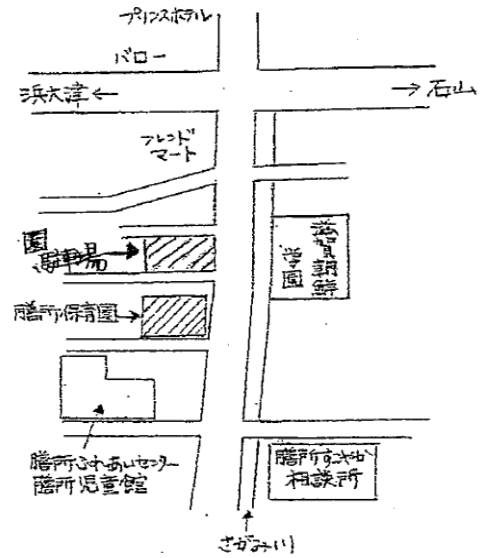 プリンスホテル
バロー
浜大津←
→石山
フレンド
マート
園
駐車場
滋賀朝鮮
学園
膳所保育園
膳所ふれあいセンター
膳所児童館
膳所すこやか
相談所
さがみ川